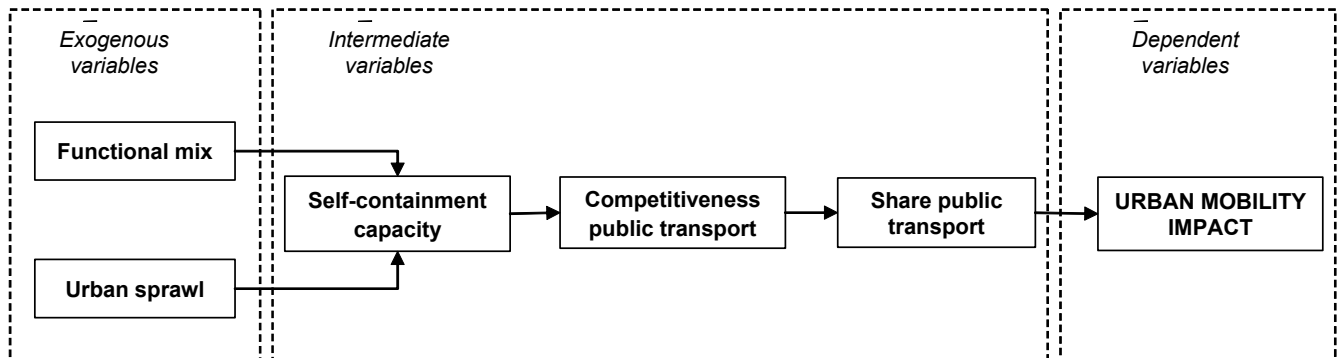 Exogenous
variables
Intermediate
variables
Dependent
variables
Functional mix
Self-containment
capacity
Competitiveness
public transport
Share public
transport
URBAN MOBILITY
IMPACT
Urban sprawl